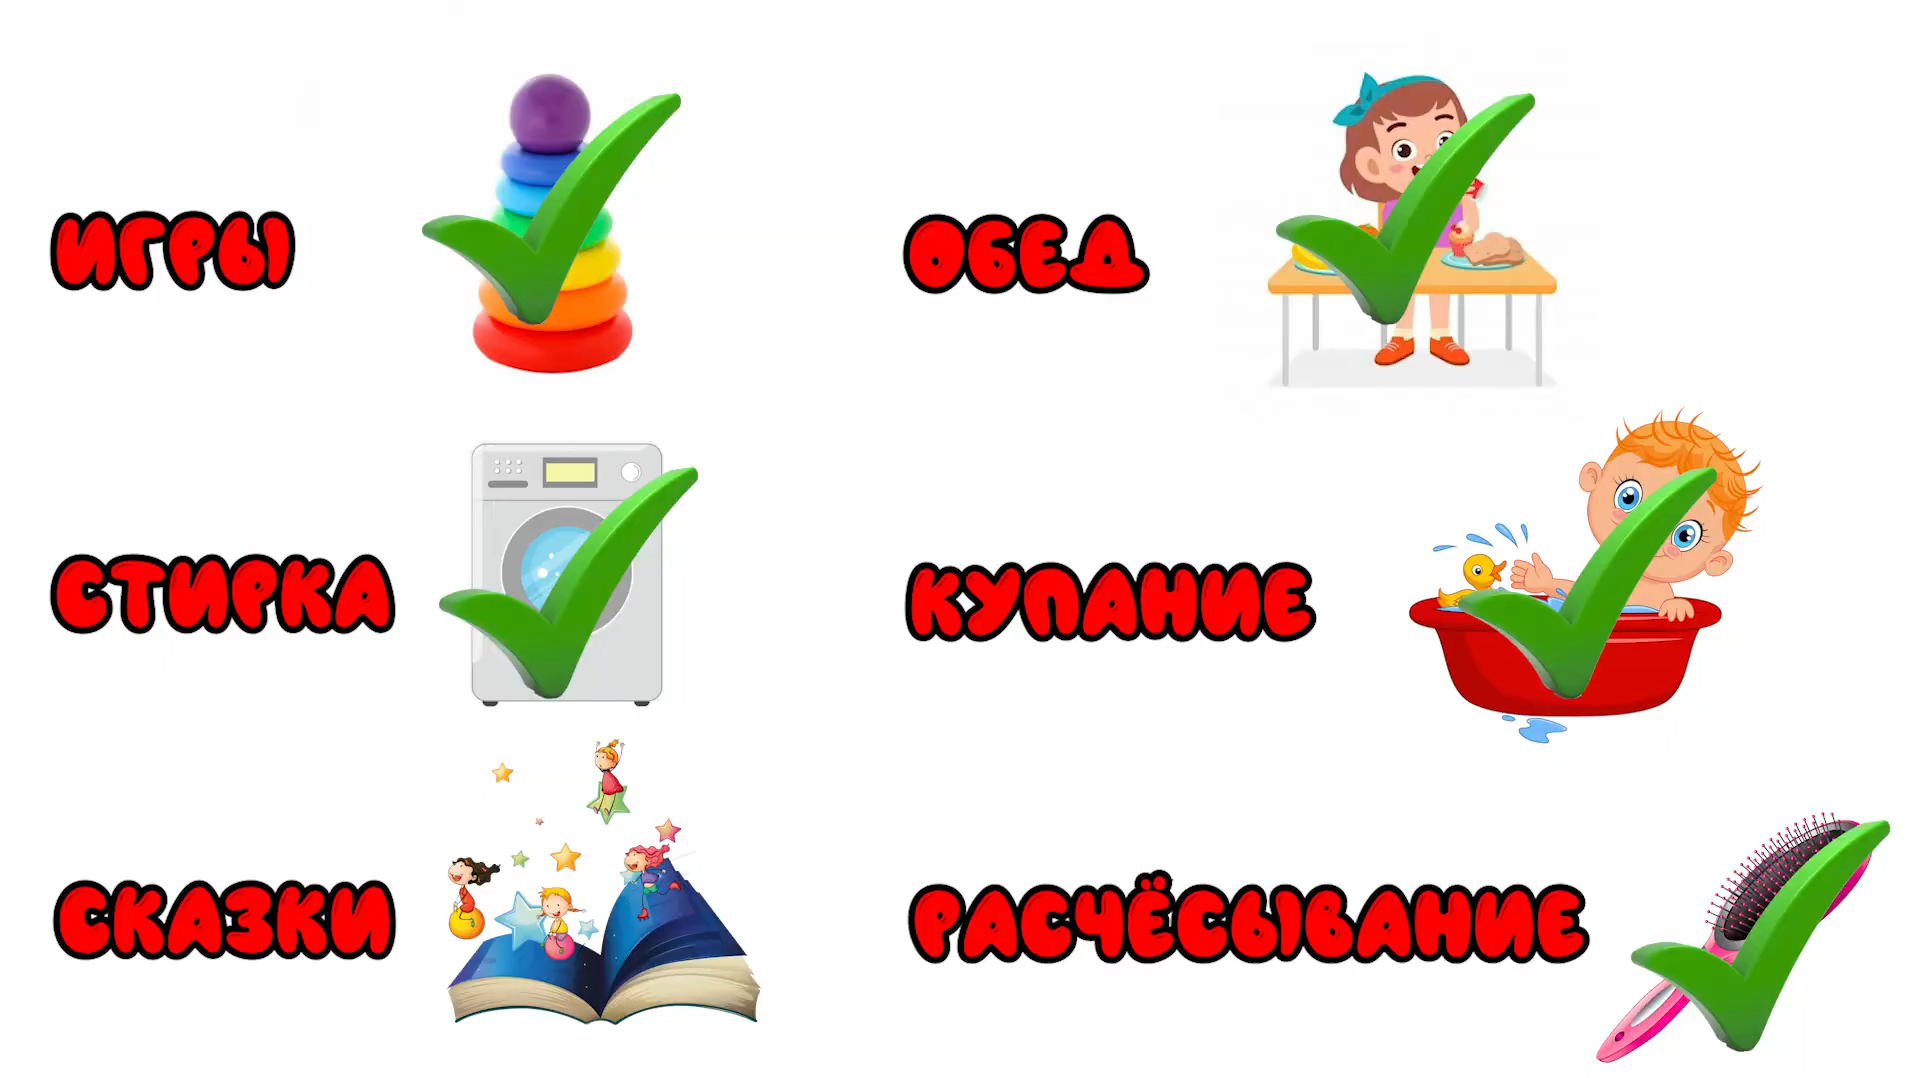 ИГРЫ
ОБЕД
СТИРКА
КУПАНИЕ
СКАЗКИ
РАСЧЁСЫВАНИЕ